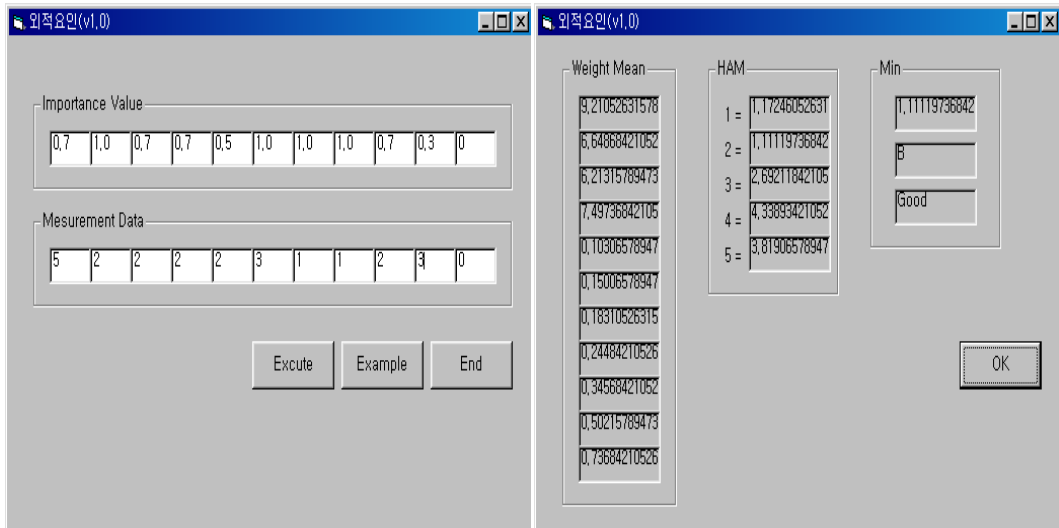 외적요인(v1,0)
Importance Value
0,7 1,0 0,7 0,7 0,5 1,0 1,0 1,0 0,7 0,3 0
Mesurement Data
5 2 2 2 2 3 1 1 2 3 0
Excute Example End
외적요인(v1,0)
Weight Mean
9,21052631578
6,64868421052
6,21315789473
7,49736842105
0,10306578947
0,15006578947
0,18310526315
0,24484210526
0,34568421052
0,50215789473
0,73684210526
HAM
1 = 1,17246052631
2 = 1,11119736842
3 = 2,69211842105
4 = 4,33893421052
5 = 3,81906578947
Min
1,11119736842
B
Good
OK